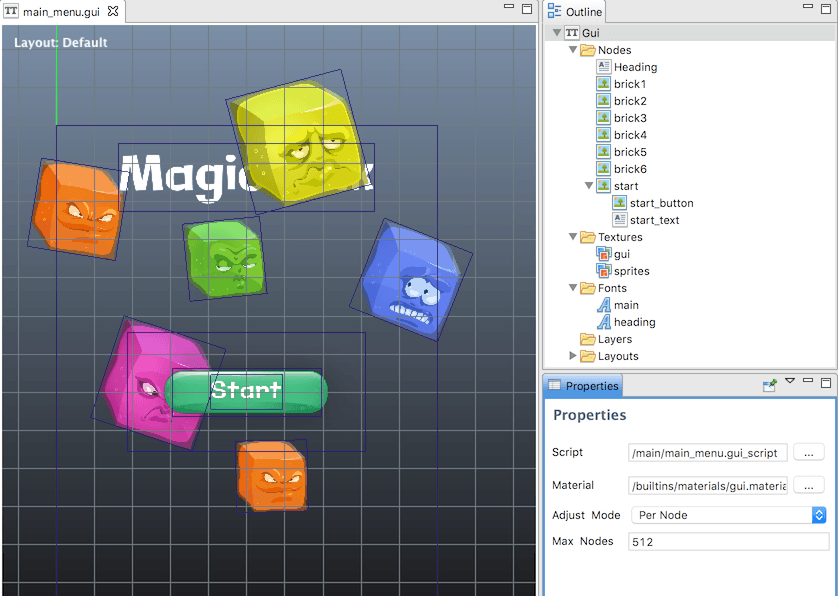 main_menu.gui
Layout: Default
Magic
Start
Outline
Gui
Nodes
Heading
brick1
brick2
brick3
brick4
brick5
brick6
start
start_button
start_text
Textures
gui
sprites
Fonts
main
heading
Layers
Layouts
Properties
Properties
Script /main/main_menu.gui_script ...
Material /builtins/materials/gui.materia ...
Adjust Mode Per Node
Max Nodes 512